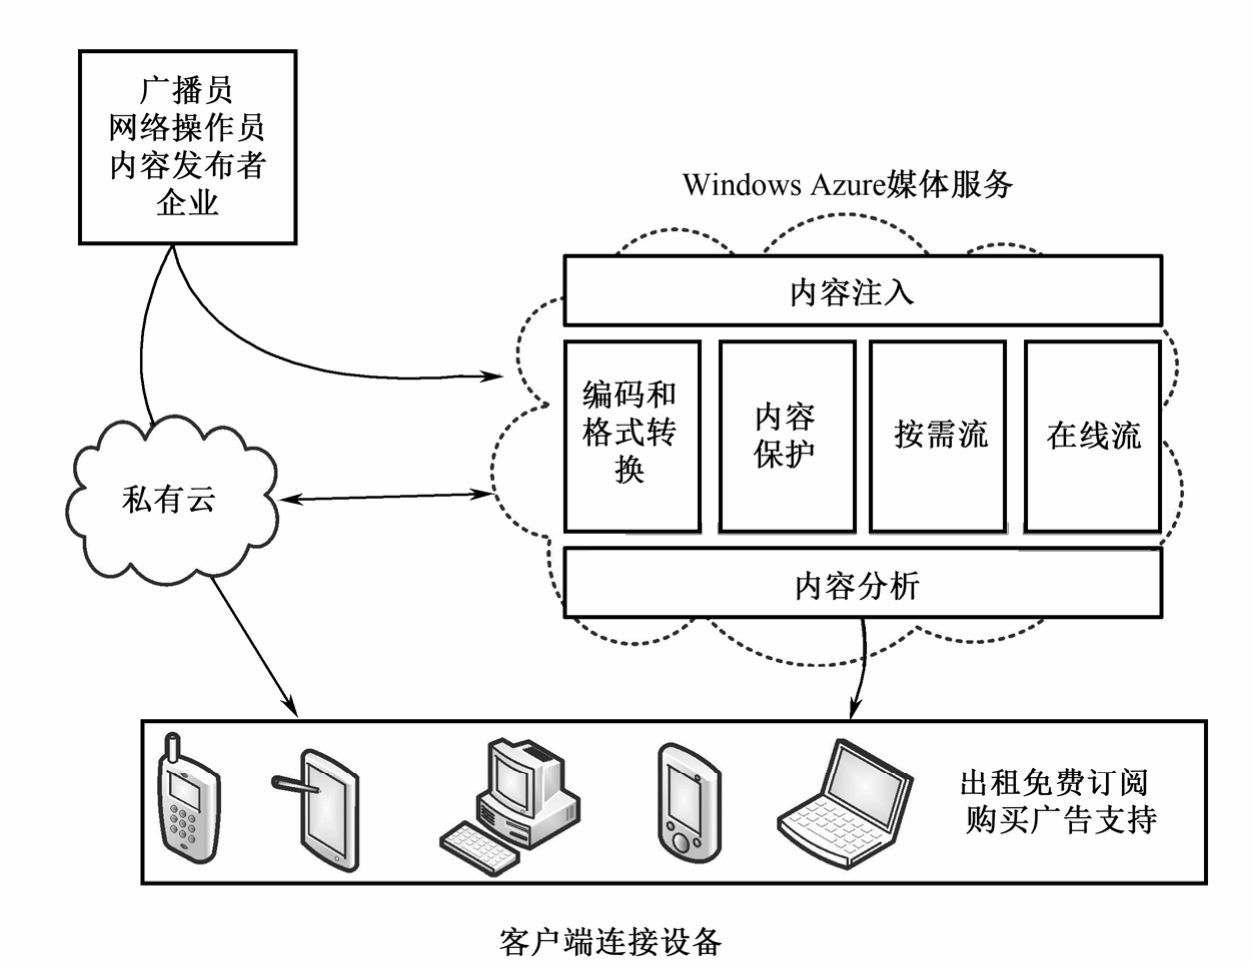 广播员
网络操作员
内容发布者
企业
Windows Azure媒体服务
内容注入
编码和
格式转
换
内容
保护
按需流
在线流
私有云
内容分析
出租免费订阅
购买广告支持
客户端连接设备